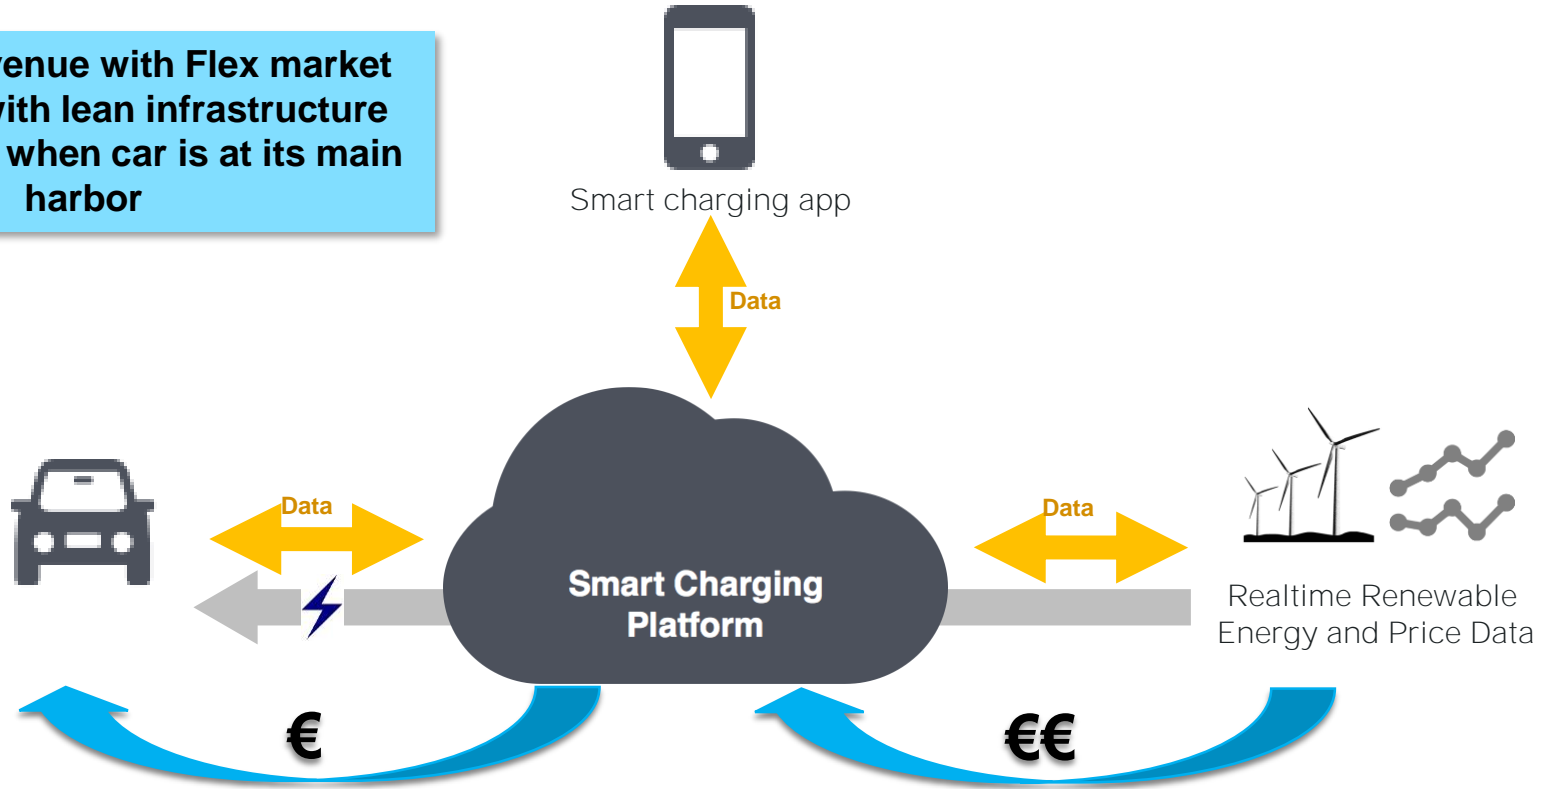 venue with Flex market
with lean infrastructure
when car is at its main
harbor
Smart charging app
Data
Data
Data
Smart Charging
Platform
Realtime Renewable
Energy and Price Data
€
€€